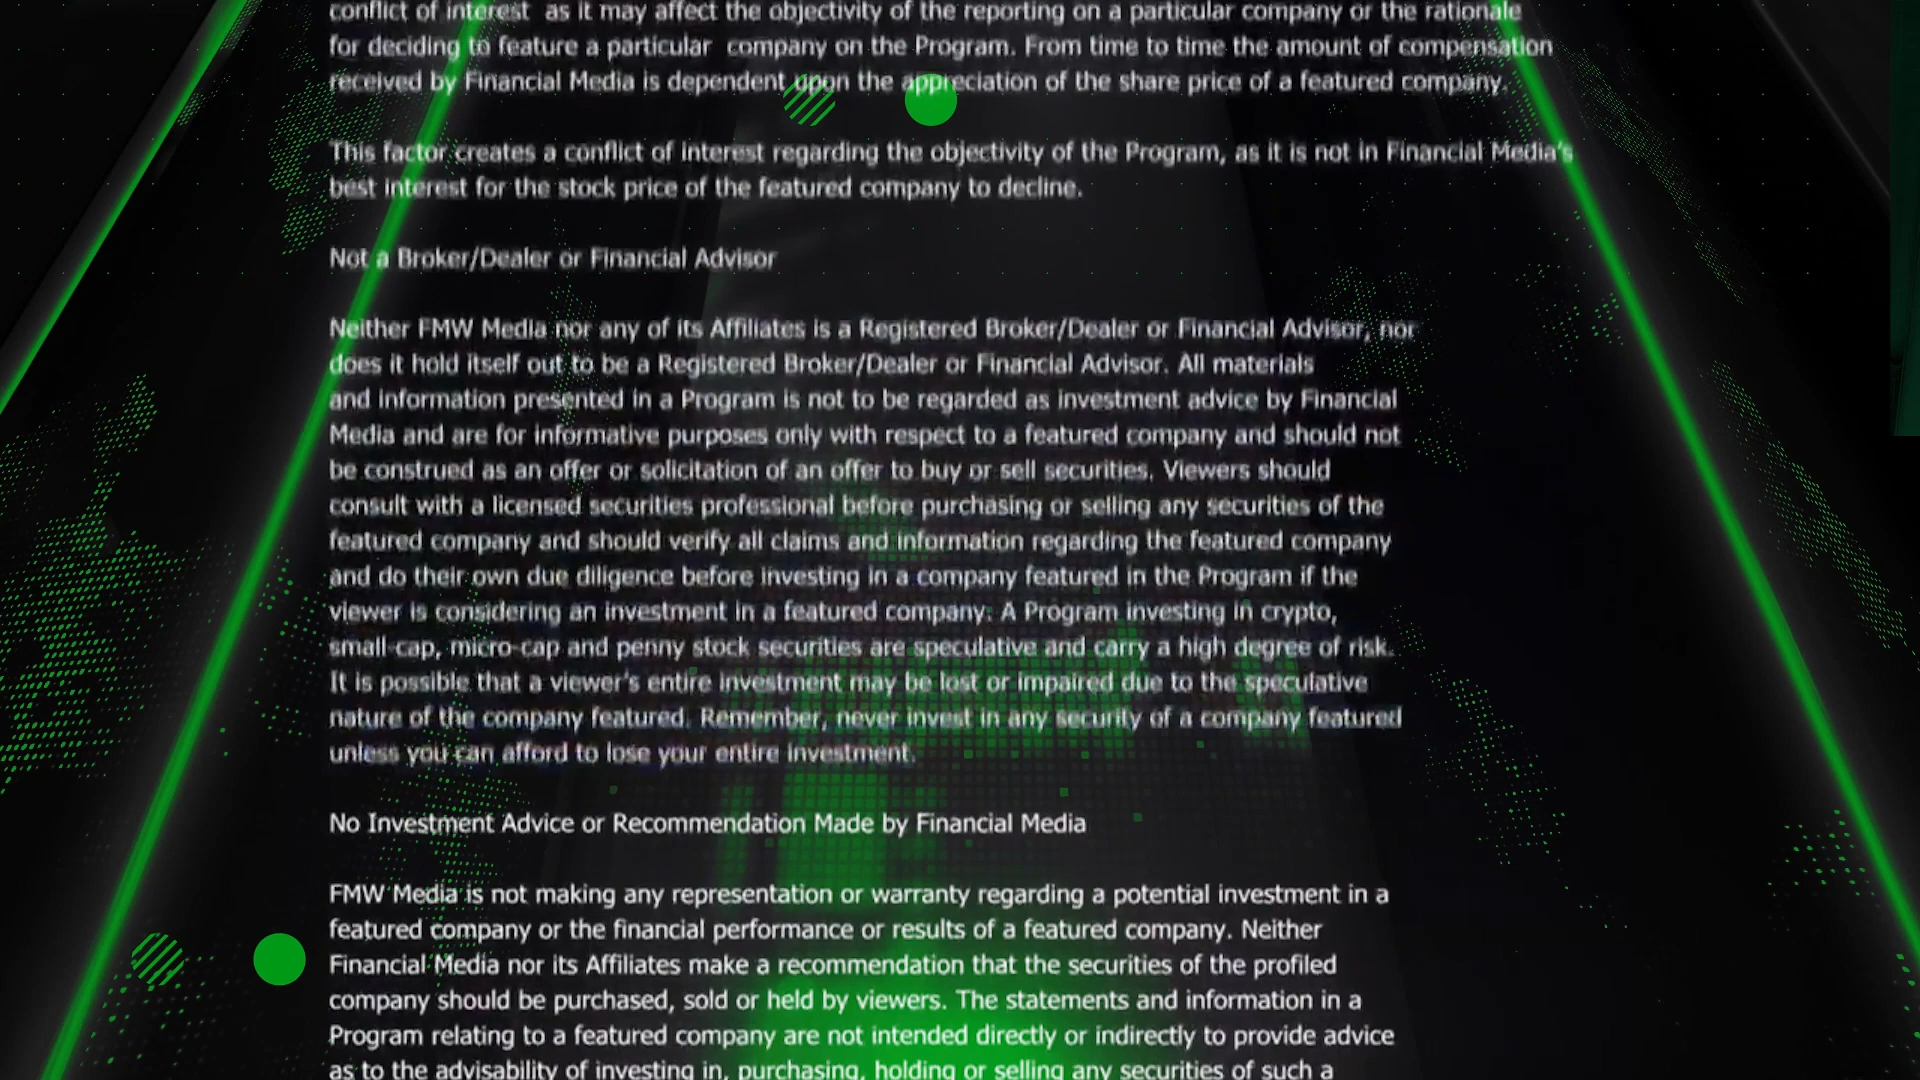 conflict of interest  as it may affect the objectivity of the reporting on a particular company or the rationale
for deciding to feature a particular  company on the Program. From time to time the amount of compensation
received by Financial Media is dependent upon the appreciation of the share price of a featured company.
This factor creates a conflict of interest regarding the objectivity of the Program, as it is not in Financial Media's
best interest for the stock price of the featured company to decline.
Not a Broker/Dealer or Financial Advisor
Neither FMW Media nor any of its Affiliates is a Registered Broker/Dealer or Financial Advisor, nor
does it hold itself out to be a Registered Broker/Dealer or Financial Advisor. All materials
and information presented in a Program is not to be regarded as investment advice by Financial
Media and are for informative purposes only with respect to a featured company and should not
be construed as an offer or solicitation of an offer to buy or sell securities. Viewers should
consult with a licensed securities professional before purchasing or selling any securities of the
featured company and should verify all claims and information regarding the featured company
and do their own due diligence before investing in a company featured in the Program if the
viewer is considering an investment in a featured company. A Program investing in crypto,
small-cap, micro-cap and penny stock securities are speculative and carry a high degree of risk.
It is possible that a viewer's entire investment may be lost or impaired due to the speculative
nature of the company featured. Remember, never invest in any security of a company featured
unless you can afford to lose your entire investment.
No Investment Advice or Recommendation Made by Financial Media
FMW Media is not making any representation or warranty regarding a potential investment in a
featured company or the financial performance or results of a featured company. Neither
Financial Media nor its Affiliates make a recommendation that the securities of the profiled
company should be purchased, sold or held by viewers. The statements and information in a
Program relating to a featured company are not intended directly or indirectly to provide advice
as to the advisability of investing in, purchasing, holding or selling any securities of such a